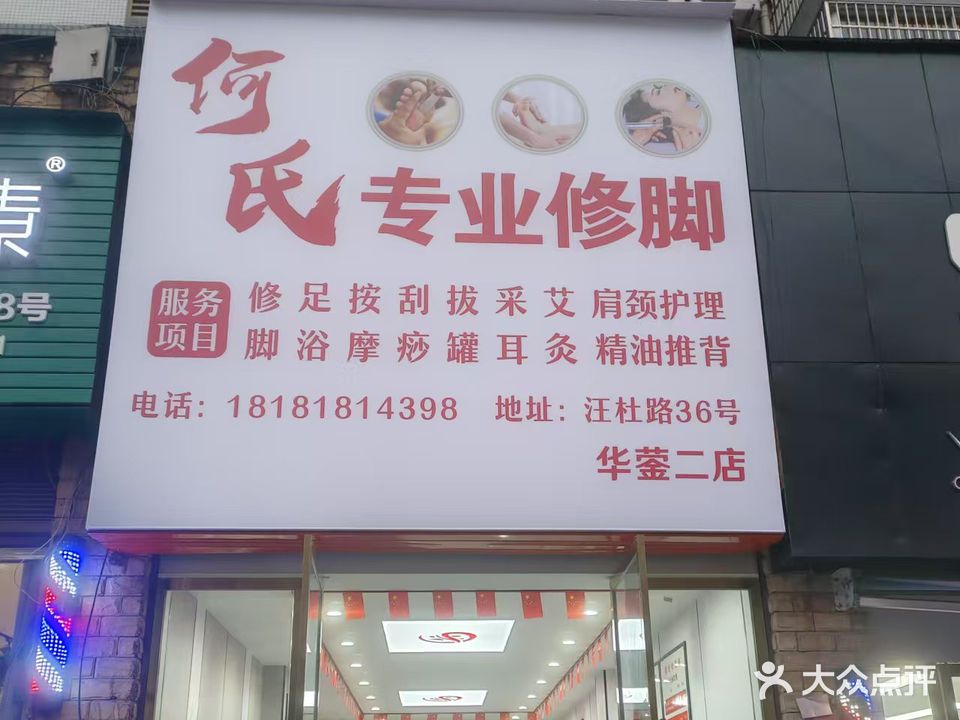 何氏 专业修脚
服务项目
修脚 足浴 按摩 刮痧 拔罐 采耳 艾灸 肩颈护理 精油推背
电话：18181814398 地址：汪杜路36号
华蓥二店
®
8号
大众点评